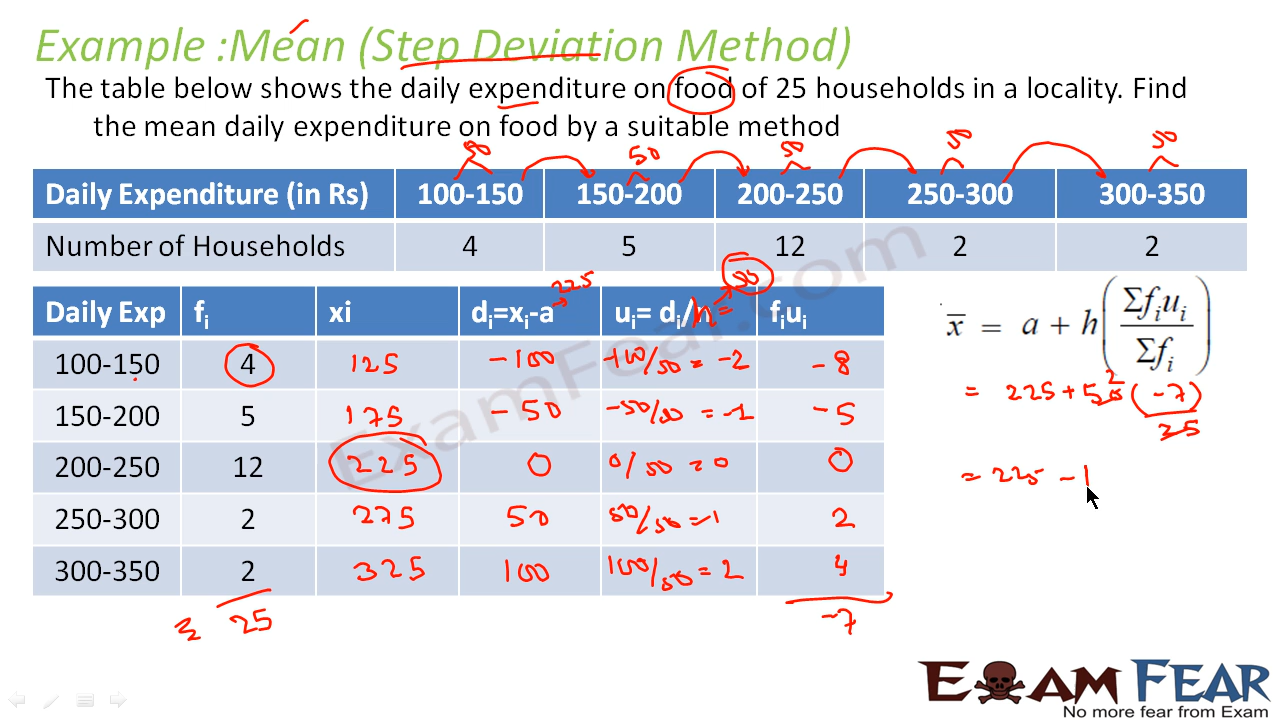 Example :Mean (Step Deviation Method)
The table below shows the daily expenditure on food of 25 households in a locality. Find
the mean daily expenditure on food by a suitable method
50 50 50 50 50
Daily Expenditure (in Rs) 100-150 150-200 200-250 250-300 300-350
Number of Households 4 5 12 2 2
225 50
Daily Exp fi xi di=xi-a ui= di/h = fiui
100-150 4 125 -100 -100/50 = -2 -8
150-200 5 175 -50 -50/50 = -1 -5
200-250 12 225 0 0/50 = 0 0
250-300 2 275 50 50/50 = 1 2
300-350 2 325 100 100/50 = 2 4
Σ 25 -7
x̄ = a + h(Σfiui/Σfi)
= 225 + 50 2 (-7)/25
= 225 - 1
ExamFear.com
EXAM FEAR
No more fear from Exam